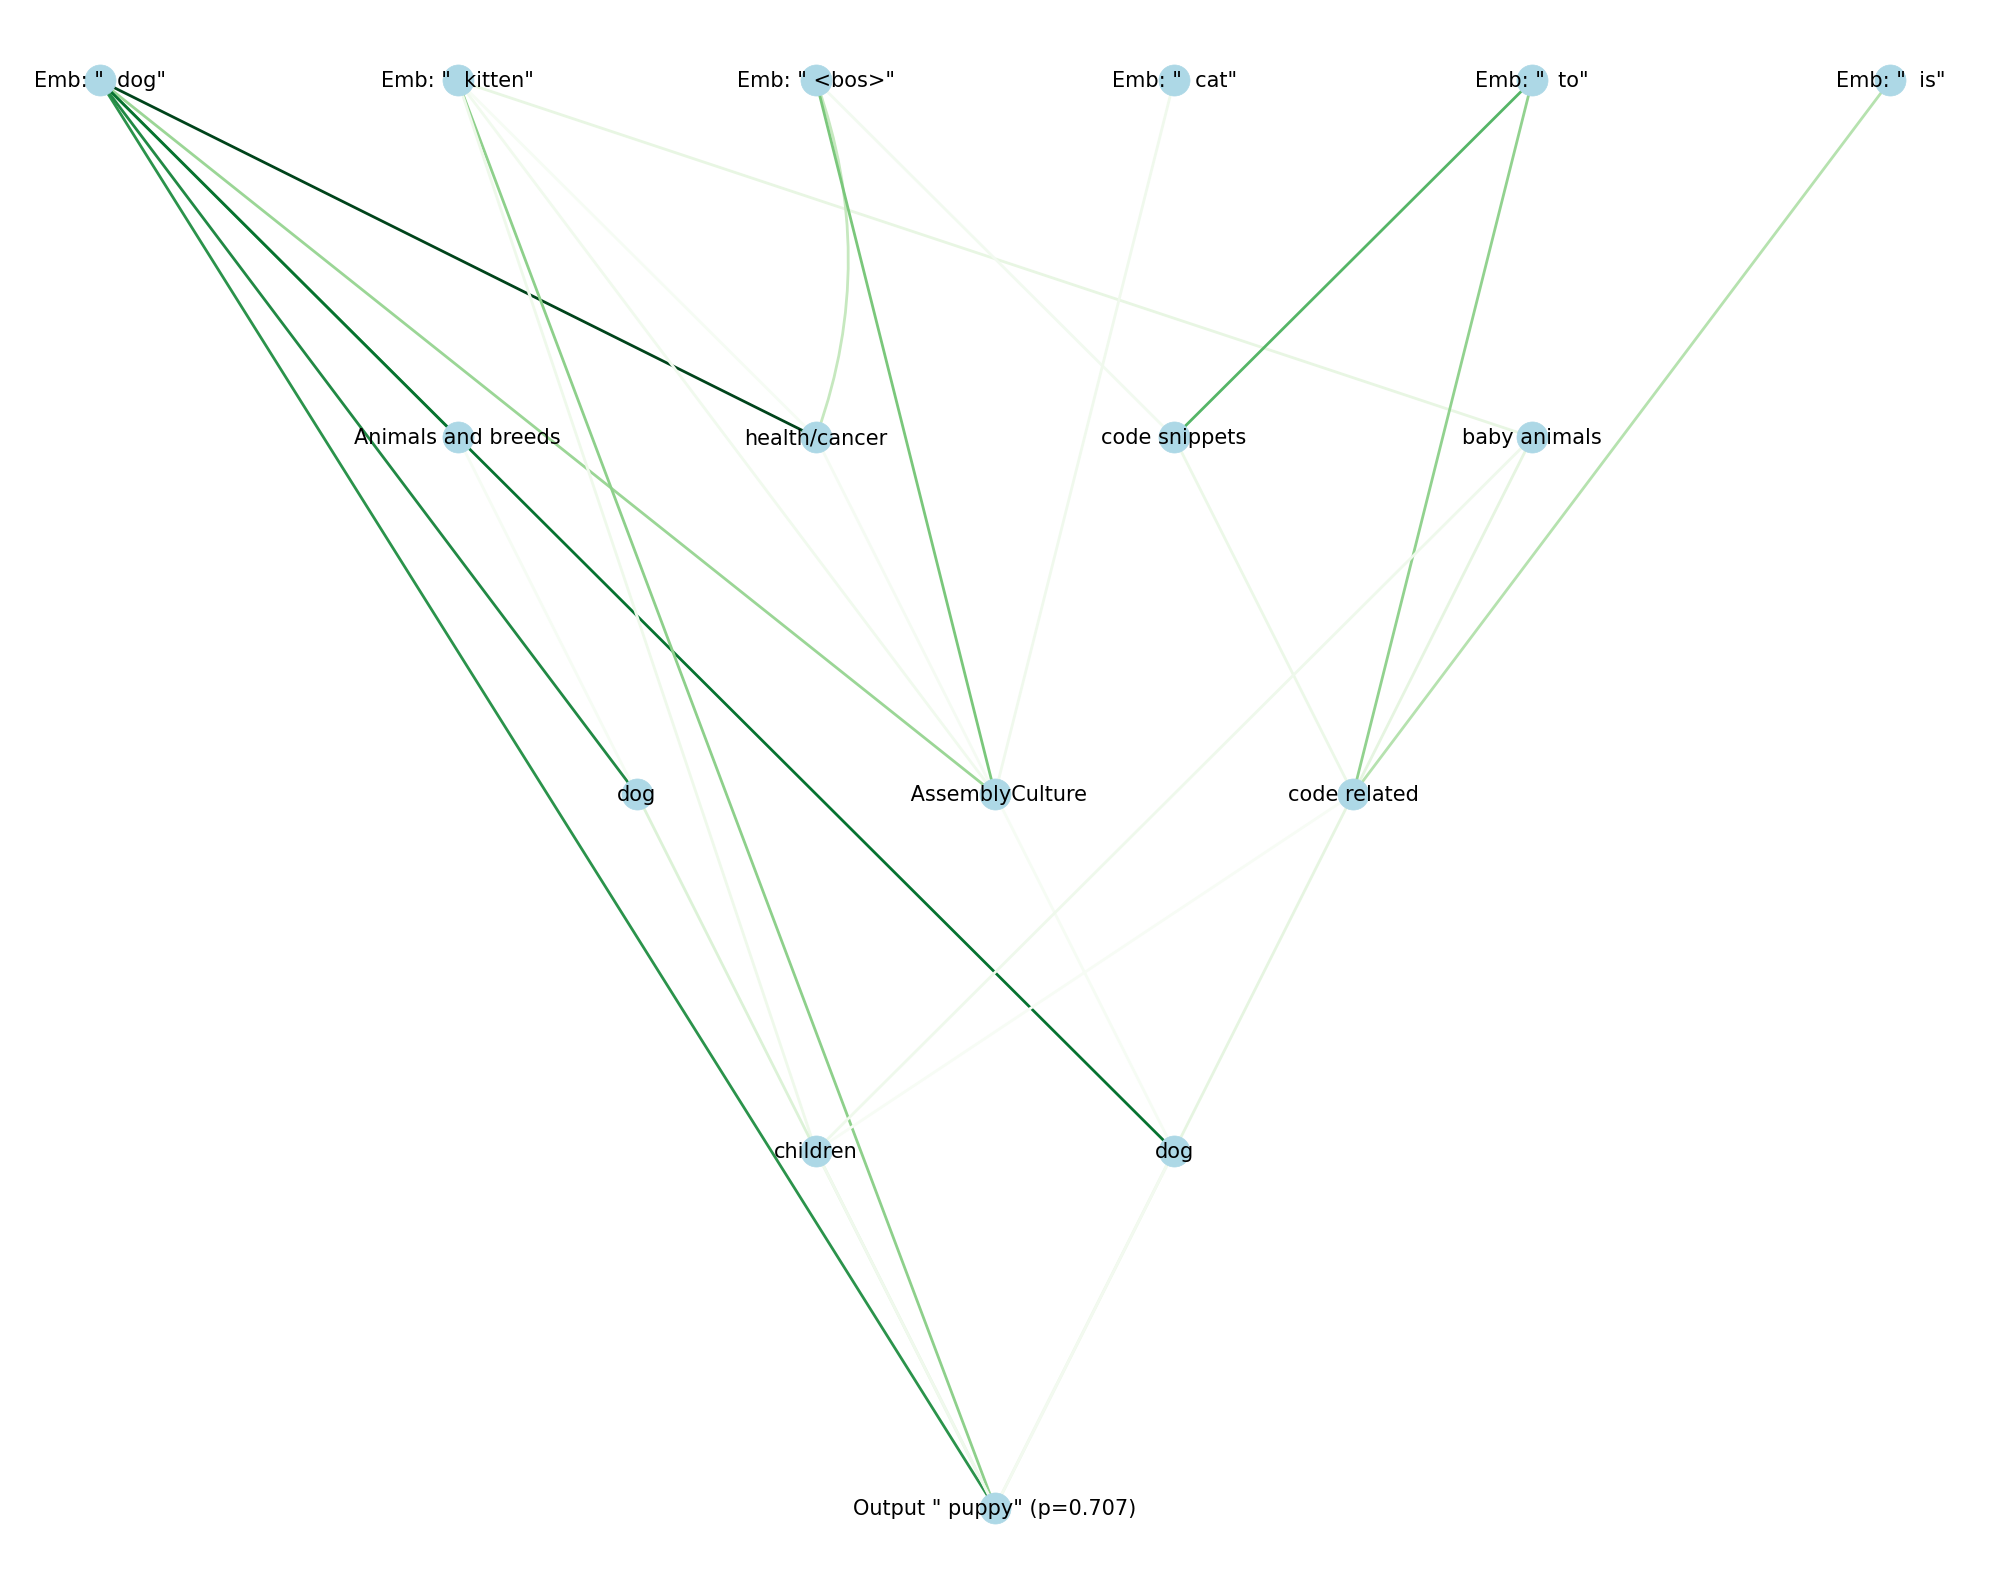 Emb: "  dog"
Emb: "  kitten"
Emb: " <bos>"
Emb: "  cat"
Emb: "  to"
Emb: "  is"
Animals and breeds
health/cancer
code snippets
baby animals
dog
AssemblyCulture
code related
children
dog
Output " puppy" (p=0.707)